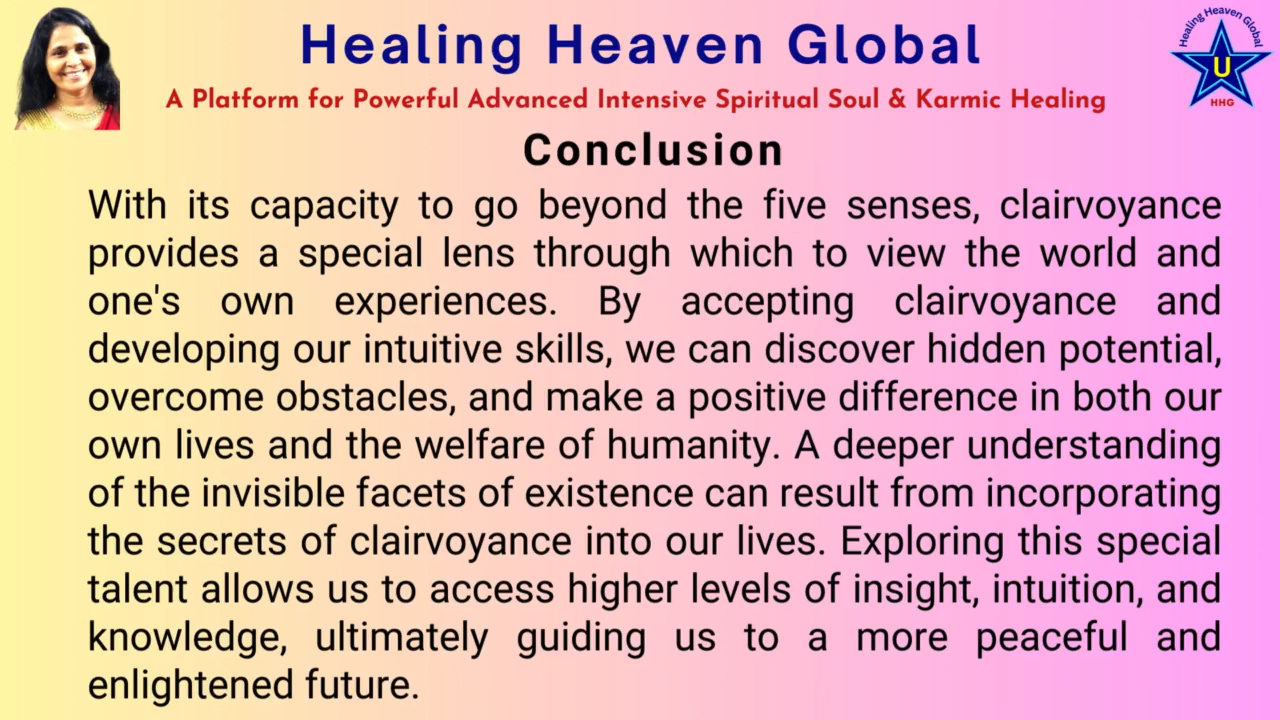 Healing Heaven Global
A Platform for Powerful Advanced Intensive Spiritual Soul & Karmic Healing
Healing Heaven Global
U
HHG
Conclusion
With its capacity to go beyond the five senses, clairvoyance
provides a special lens through which to view the world and
one's own experiences. By accepting clairvoyance and
developing our intuitive skills, we can discover hidden potential,
overcome obstacles, and make a positive difference in both our
own lives and the welfare of humanity. A deeper understanding
of the invisible facets of existence can result from incorporating
the secrets of clairvoyance into our lives. Exploring this special
talent allows us to access higher levels of insight, intuition, and
knowledge, ultimately guiding us to a more peaceful and
enlightened future.